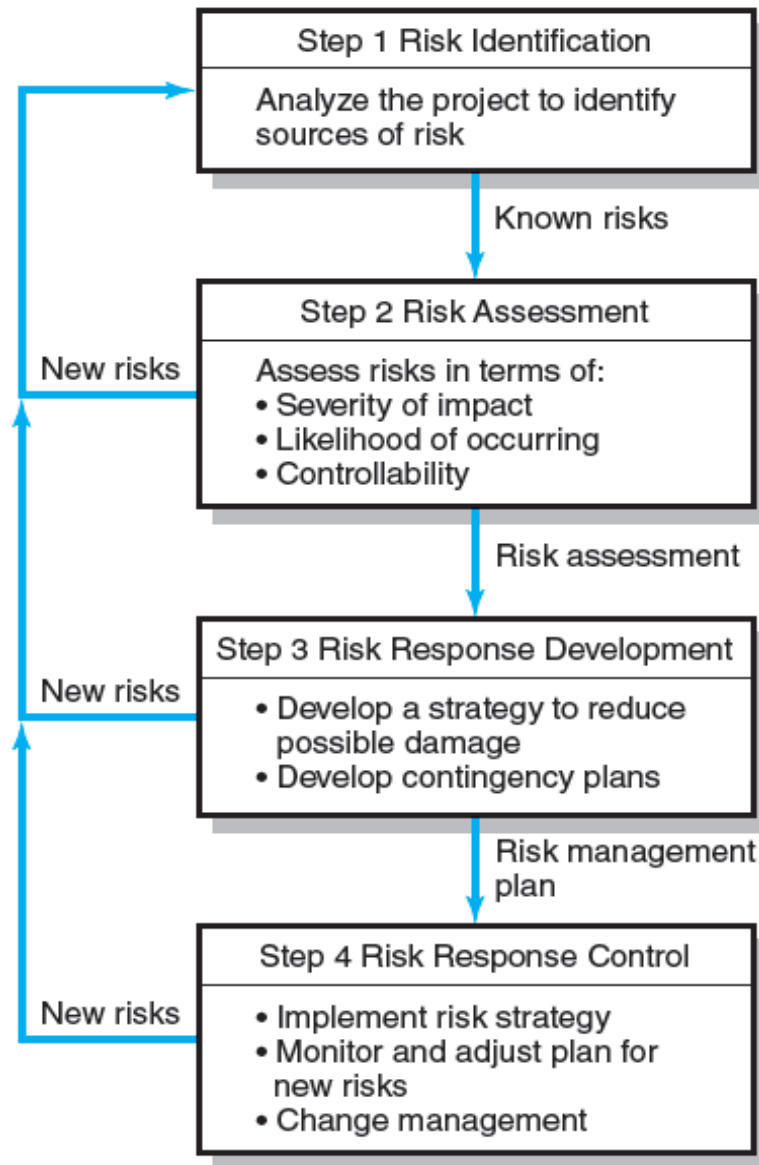 Step 1 Risk Identification
Analyze the project to identify
sources of risk
Known risks
Step 2 Risk Assessment
New risks
Assess risks in terms of:
• Severity of impact
• Likelihood of occurring
• Controllability
Risk assessment
Step 3 Risk Response Development
New risks
• Develop a strategy to reduce
possible damage
• Develop contingency plans
Risk management
plan
Step 4 Risk Response Control
New risks
• Implement risk strategy
• Monitor and adjust plan for
new risks
• Change management